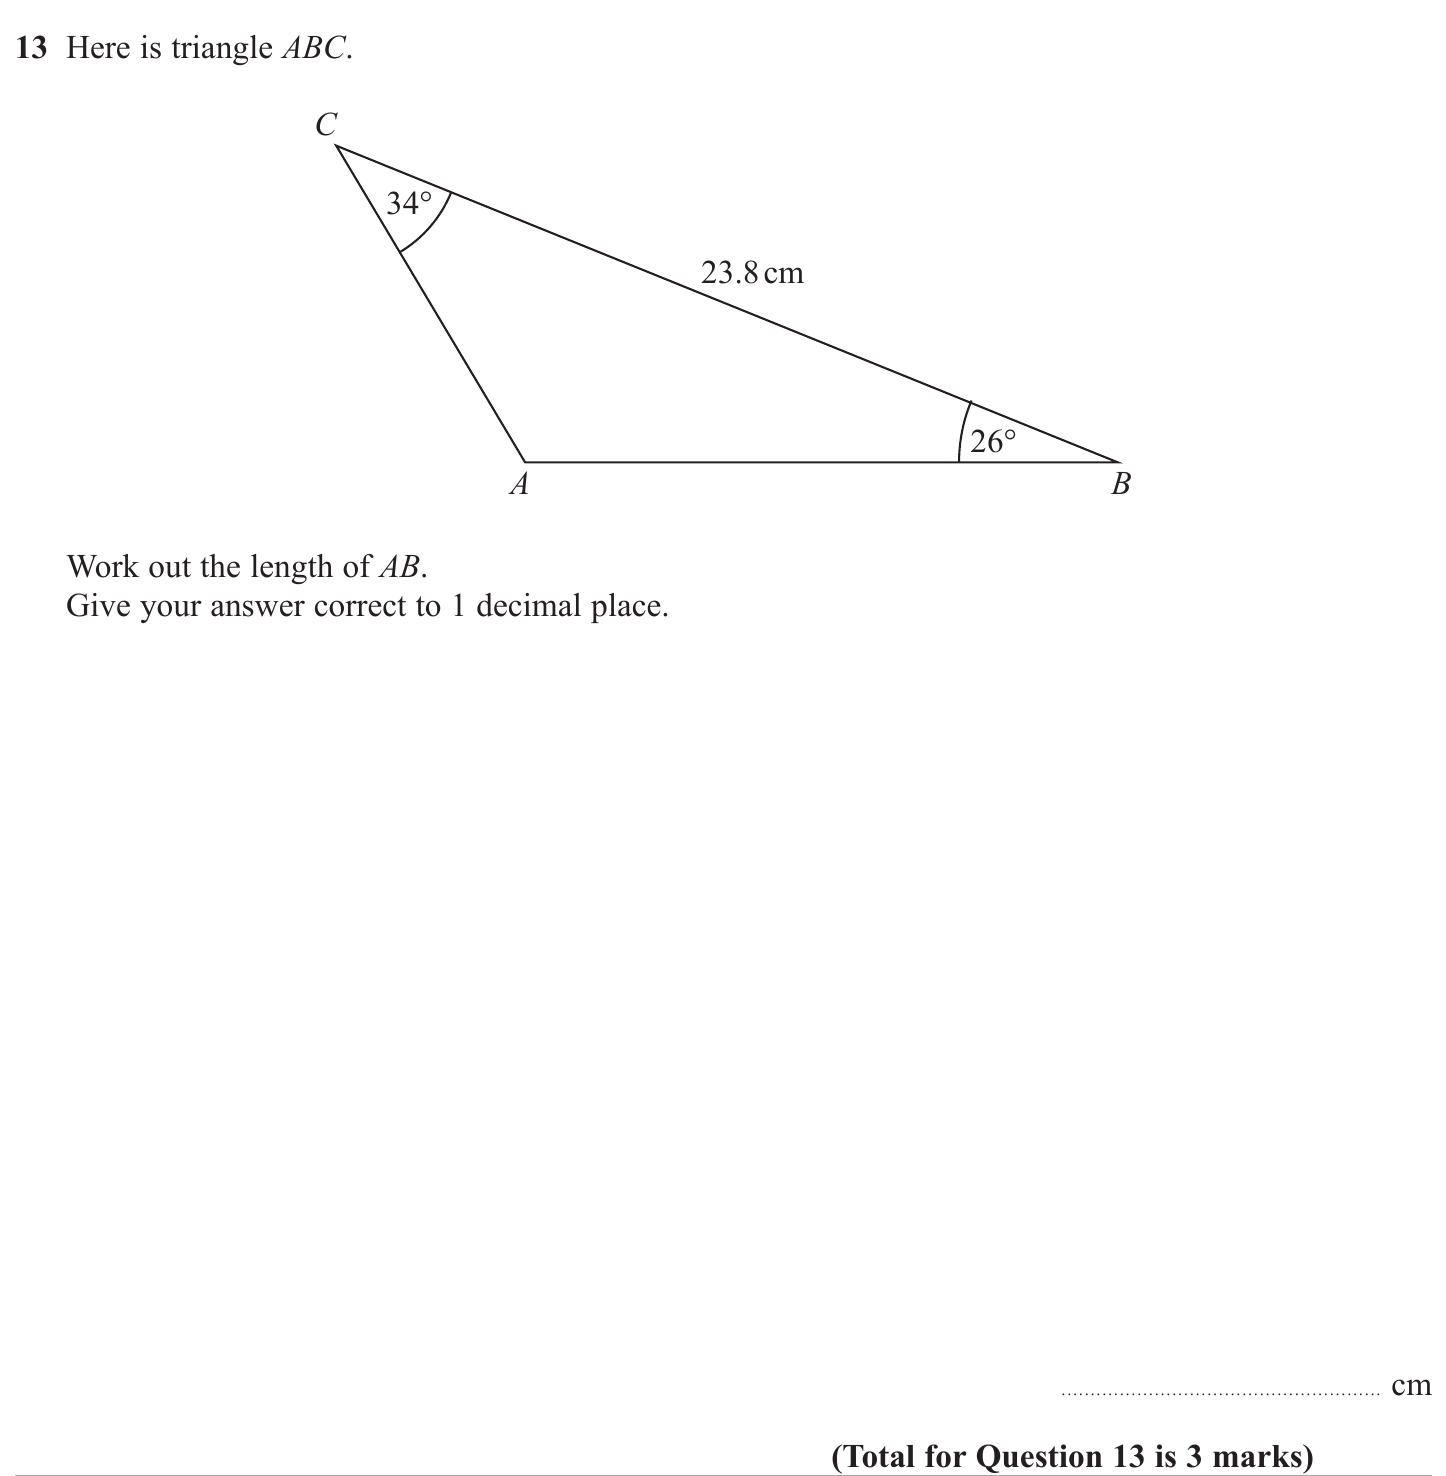 13 Here is triangle ABC.
C
34°
23.8 cm
26°
A
B
Work out the length of AB.
Give your answer correct to 1 decimal place.
........................................................ cm
(Total for Question 13 is 3 marks)